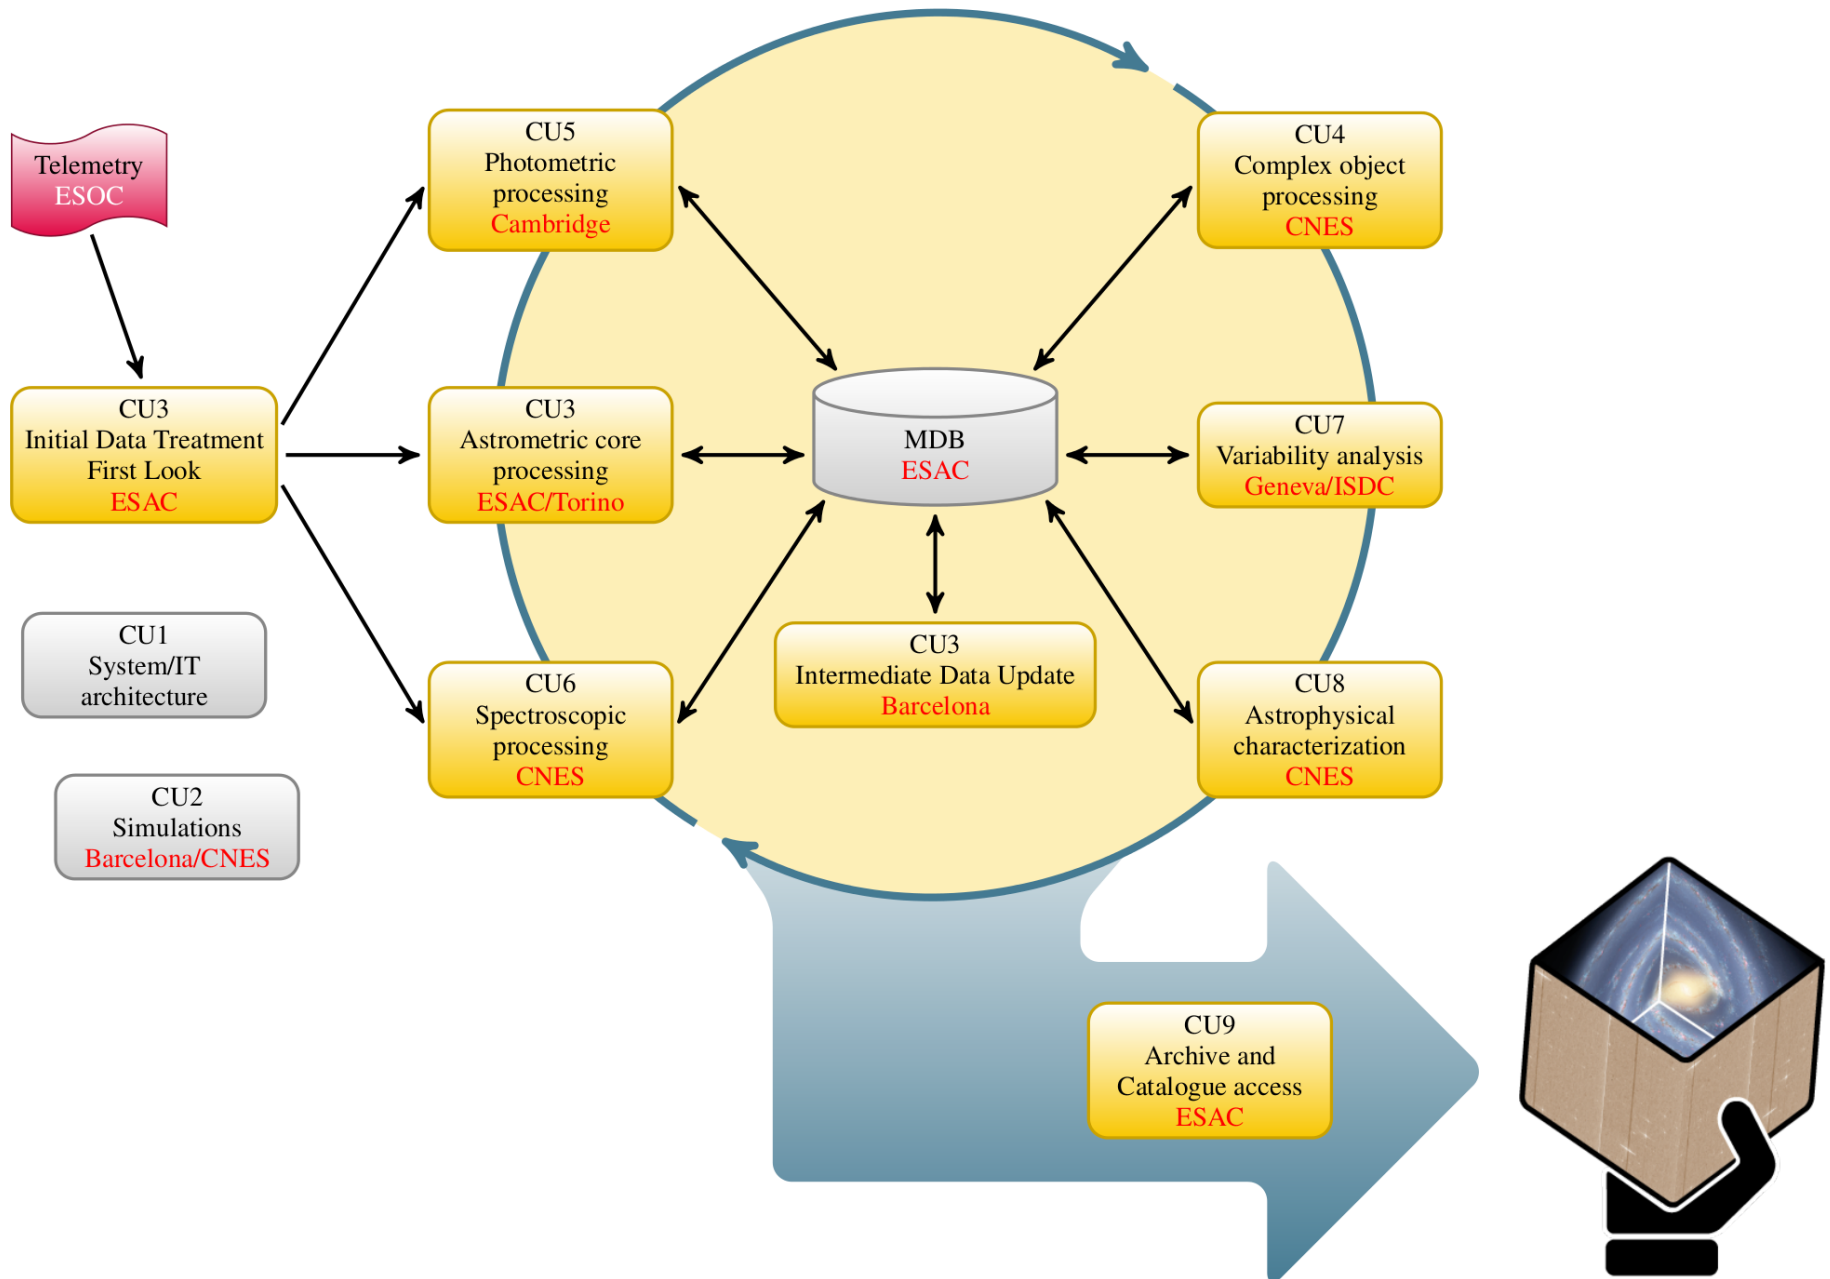 Telemetry
ESOC
CU3
Initial Data Treatment
First Look
ESAC
CU1
System/IT
architecture
CU2
Simulations
Barcelona/CNES
CU5
Photometric
processing
Cambridge
CU3
Astrometric core
processing
ESAC/Torino
CU6
Spectroscopic
processing
CNES
MDB
ESAC
CU3
Intermediate Data Update
Barcelona
CU4
Complex object
processing
CNES
CU7
Variability analysis
Geneva/ISDC
CU8
Astrophysical
characterization
CNES
CU9
Archive and
Catalogue access
ESAC